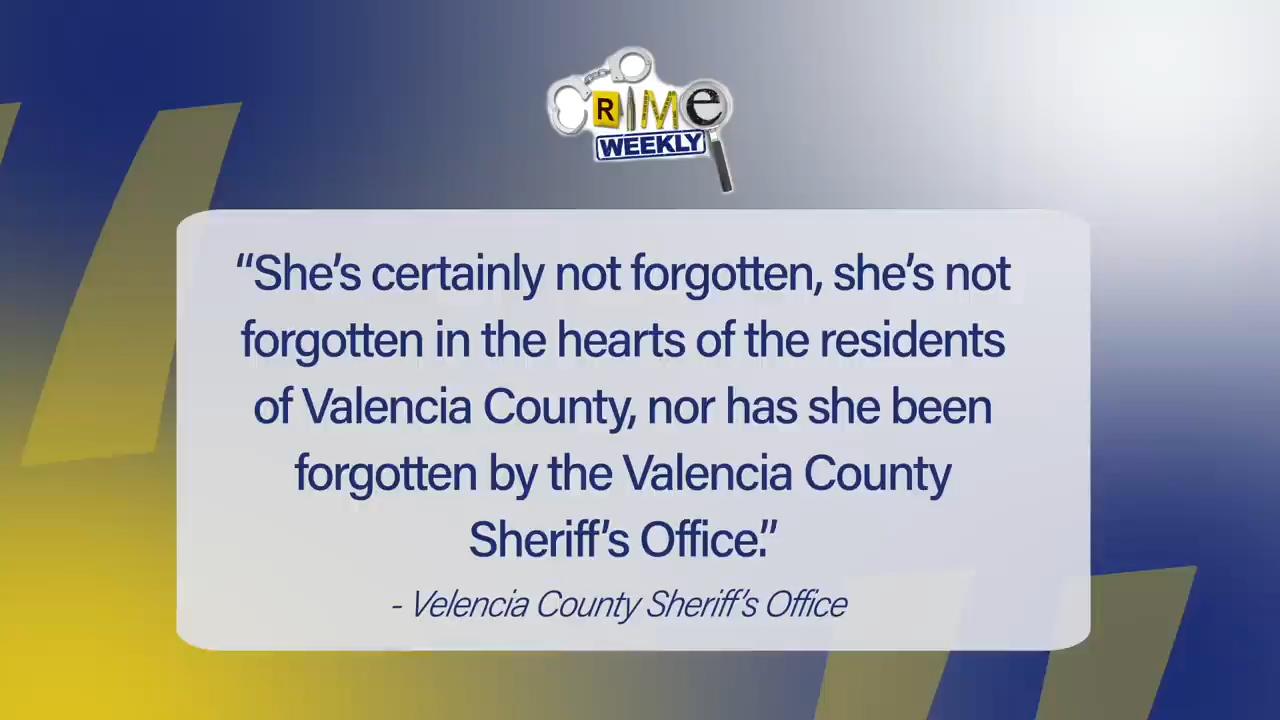 CRIMe
WEEKLY
“She’s certainly not forgotten, she’s not
forgotten in the hearts of the residents
of Valencia County, nor has she been
forgotten by the Valencia County
Sheriff’s Office.”
- Velencia County Sheriff’s Office